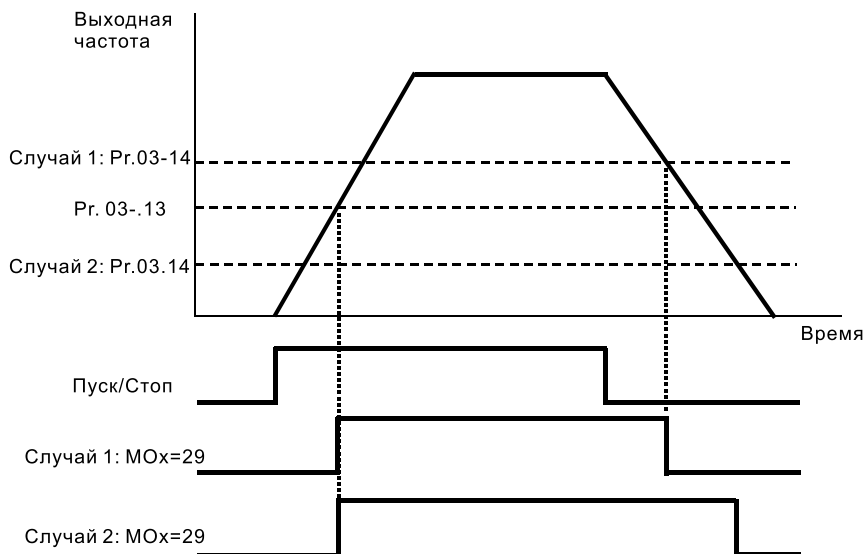 Выходная
частота
Случай 1: Pr.03-14
Pr. 03-.13
Случай 2: Pr.03.14
Время
Пуск/Стоп
Случай 1: MOx=29
Случай 2: MOx=29